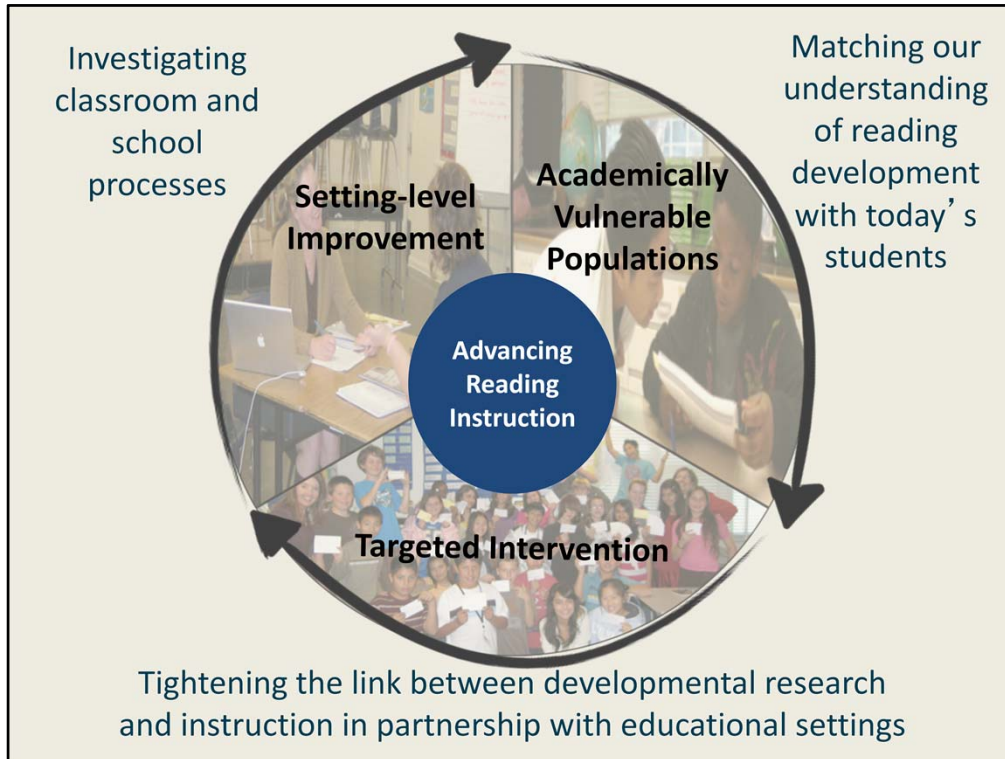 Investigating
classroom and
school
processes
Matching our
understanding
of reading
development
with today’ s
students
Setting-level
Improvement
Academically
Vulnerable
Populations
Advancing
Reading
Instruction
Targeted Intervention
Tightening the link between developmental research
and instruction in partnership with educational settings